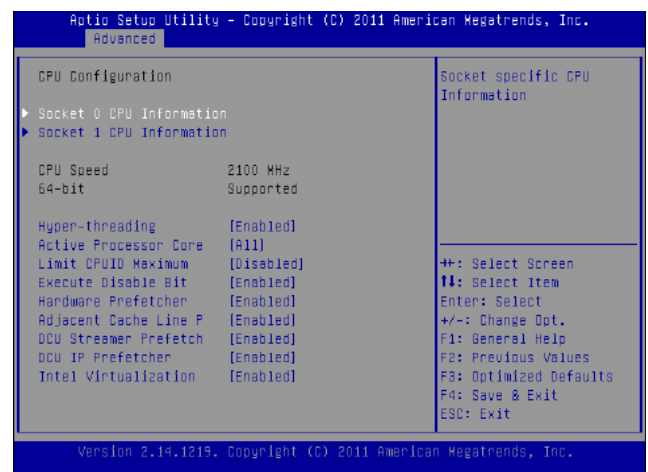 Aptio Setup Utility - Copyright (C) 2011 American Megatrends, Inc.
Advanced
CPU Configuration
Socket 0 CPU Information
Socket 1 CPU Information
CPU Speed 2100 MHz
64-bit Supported
Hyper-threading [Enabled]
Active Processor Core [All]
Limit CPUID Maximum [Disabled]
Execute Disable Bit [Enabled]
Hardware Prefetcher [Enabled]
Adjacent Cache Line P [Enabled]
DCU Streamer Prefetch [Enabled]
DCU IP Prefetcher [Enabled]
Intel Virtualization [Enabled]
Socket specific CPU
Information
→←: Select Screen
↑↓: Select Item
Enter: Select
+/-: Change Opt.
F1: General Help
F2: Previous Values
F3: Optimized Defaults
F4: Save & Exit
ESC: Exit
Version 2.14.1219. Copyright (C) 2011 American Megatrends, Inc.